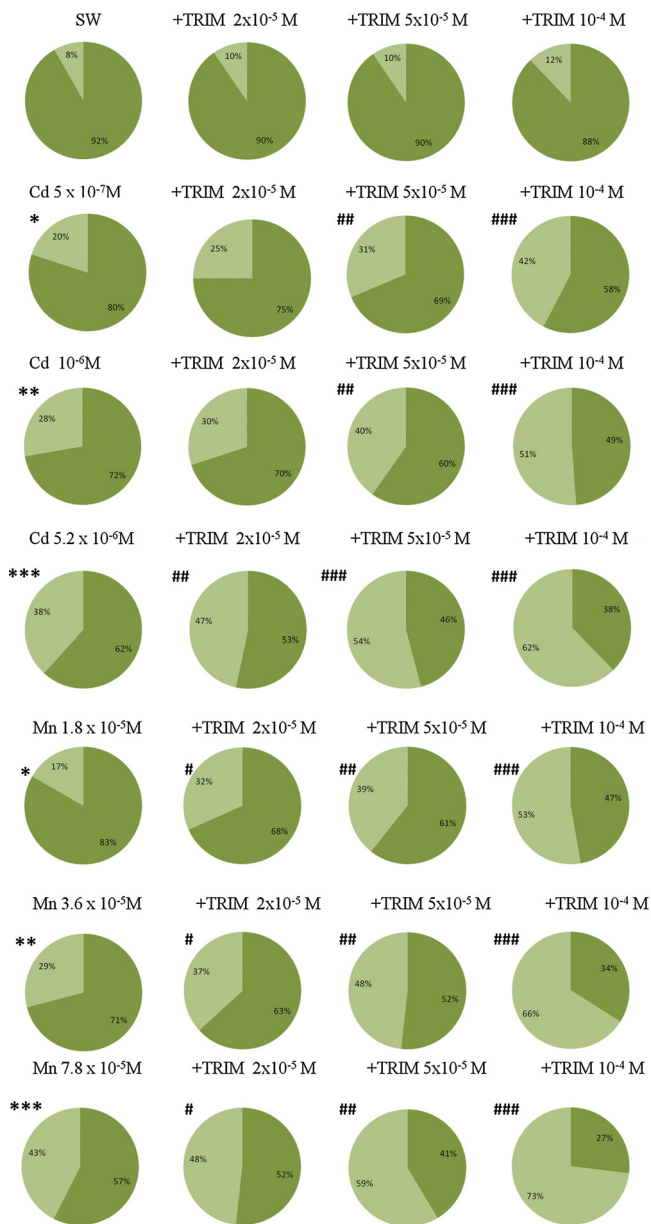 SW +TRIM 2x10⁻⁵ M +TRIM 5x10⁻⁵ M +TRIM 10⁻⁴ M
8% 10% 10% 12%
92% 90% 90% 88%
Cd 5 x 10⁻⁷M +TRIM 2x10⁻⁵ M +TRIM 5x10⁻⁵ M +TRIM 10⁻⁴ M
* ## ###
20% 25% 31% 42%
80% 75% 69% 58%
Cd 10⁻⁶M +TRIM 2x10⁻⁵ M +TRIM 5x10⁻⁵ M +TRIM 10⁻⁴ M
** ## ###
28% 30% 40% 51% 49%
72% 70% 60%
Cd 5.2 x 10⁻⁶M +TRIM 2x10⁻⁵ M +TRIM 5x10⁻⁵ M +TRIM 10⁻⁴ M
*** ## ### ###
38% 47% 54% 46% 38%
62% 53% 62%
Mn 1.8 x 10⁻⁵M +TRIM 2x10⁻⁵ M +TRIM 5x10⁻⁵ M +TRIM 10⁻⁴ M
* # ## ###
17% 32% 39% 53% 47%
83% 68% 61%
Mn 3.6 x 10⁻⁵M +TRIM 2x10⁻⁵ M +TRIM 5x10⁻⁵ M +TRIM 10⁻⁴ M
** # ## ###
29% 37% 48% 34%
71% 63% 52% 66%
Mn 7.8 x 10⁻⁵M +TRIM 2x10⁻⁵ M +TRIM 5x10⁻⁵ M +TRIM 10⁻⁴ M
*** # ## ###
43% 48% 41% 27%
57% 52% 59% 73%